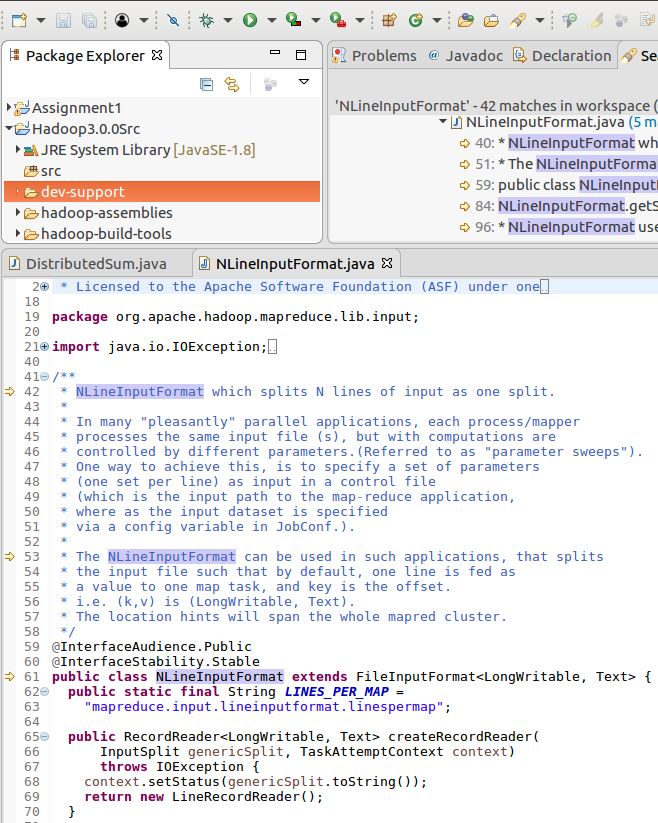 Package Explorer
Assignment1
Hadoop3.0.0Src
JRE System Library [JavaSE-1.8]
src
dev-support
hadoop-assemblies
hadoop-build-tools
Problems
@ Javadoc
Declaration
'NLineInputFormat' - 42 matches in workspace (
NLineInputFormat.java (5 m
40: * NLineInputFormat wh
51: * The NLineInputForma
59: public class NLineInputF
84: NLineInputFormat.getS
96: * NLineInputFormat use
DistributedSum.java
NLineInputFormat.java
2 * Licensed to the Apache Software Foundation (ASF) under one
18
19 package org.apache.hadoop.mapreduce.lib.input;
20
21 import java.io.IOException;
40
41 /**
42 * NLineInputFormat which splits N lines of input as one split.
43 *
44 * In many "pleasantly" parallel applications, each process/mapper
45 * processes the same input file (s), but with computations are
46 * controlled by different parameters.(Referred to as "parameter sweeps").
47 * One way to achieve this, is to specify a set of parameters
48 * (one set per line) as input in a control file
49 * (which is the input path to the map-reduce application,
50 * where as the input dataset is specified
51 * via a config variable in JobConf.).
52 *
53 * The NLineInputFormat can be used in such applications, that splits
54 * the input file such that by default, one line is fed as
55 * a value to one map task, and key is the offset.
56 * i.e. (k,v) is (LongWritable, Text).
57 * The location hints will span the whole mapred cluster.
58 */
59 @InterfaceAudience.Public
60 @InterfaceStability.Stable
61 public class NLineInputFormat extends FileInputFormat<LongWritable, Text> {
62 public static final String LINES_PER_MAP =
63 "mapreduce.input.lineinputformat.linespermap";
64
65 public RecordReader<LongWritable, Text> createRecordReader(
66 InputSplit genericSplit, TaskAttemptContext context)
67 throws IOException {
68 context.setStatus(genericSplit.toString());
69 return new LineRecordReader();
70 }